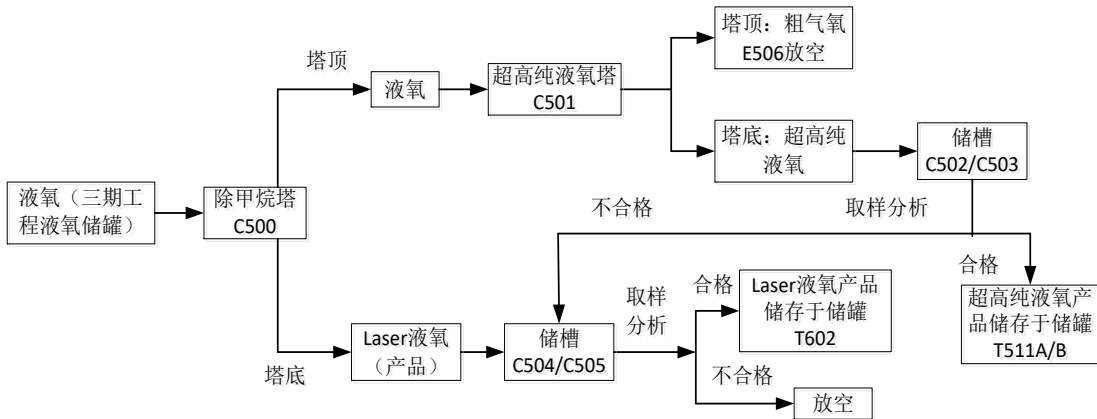 塔顶：粗气氧
E506放空
塔顶
液氧
超高纯液氧塔
C501
塔底：超高
纯液氧
储槽
C502/C503
液氧（三期工
程液氧储罐）
除甲烷塔
C500
不合格
取样分析
合格
超高纯液氧产
品储存于储罐
T511A/B
塔底
Laser液氧
（产品）
储槽
C504/C505
取样
分析
合格
Laser液氧产品
储存于储罐
T602
不合格
放空